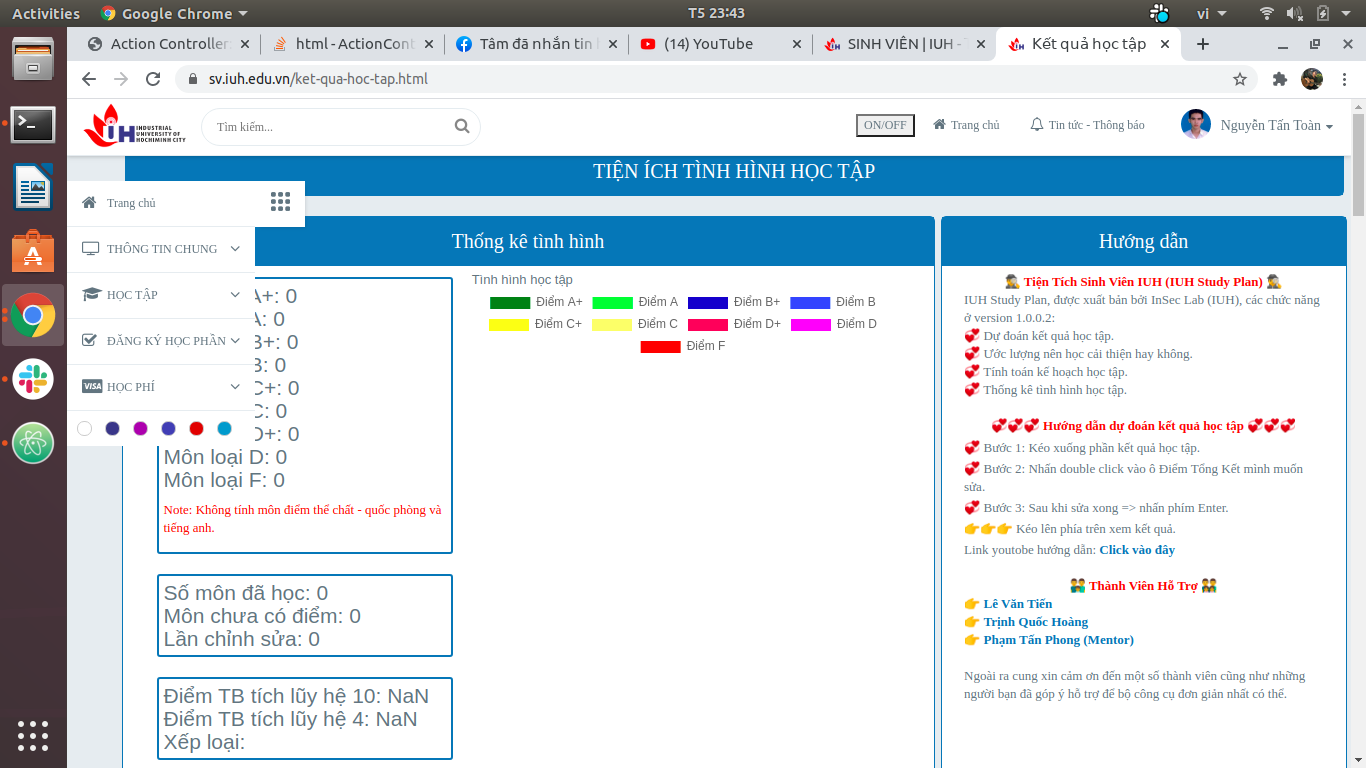 Activities
Google Chrome
T5 23:43
vi
Action Controller
html - ActionCont
Tâm đã nhắn tin
(14) YouTube
SINH VIÊN | IUH -
Kết quả học tập
sv.iuh.edu.vn/ket-qua-hoc-tap.html
IUH
INDUSTRIAL
UNIVERSITY OF
HOCHIMINH CITY
Tìm kiếm...
ON/OFF
Trang chủ
Tin tức - Thông báo
Nguyễn Tấn Toàn
TIỆN ÍCH TÌNH HÌNH HỌC TẬP
Trang chủ
THÔNG TIN CHUNG
HỌC TẬP
ĐĂNG KÝ HỌC PHẦN
VISA HỌC PHÍ
Thống kê tình hình
A+: 0
A: 0
B+: 0
B: 0
C+: 0
C: 0
D+: 0
Môn loại D: 0
Môn loại F: 0
Note: Không tính môn điểm thể chất - quốc phòng và
tiếng anh.
Số môn đã học: 0
Môn chưa có điểm: 0
Lần chỉnh sửa: 0
Điểm TB tích lũy hệ 10: NaN
Điểm TB tích lũy hệ 4: NaN
Xếp loại:
Tình hình học tập
Điểm A+ Điểm A Điểm B+ Điểm B
Điểm C+ Điểm C Điểm D+ Điểm D
Điểm F
Hướng dẫn
🕵️ Tiện Tích Sinh Viên IUH (IUH Study Plan) 🕵️
IUH Study Plan, được xuất bản bởi InSec Lab (IUH), các chức năng
ở version 1.0.0.2:
💞 Dự đoán kết quả học tập.
💞 Ước lượng nên học cải thiện hay không.
💞 Tính toán kế hoạch học tập.
💞 Thống kê tình hình học tập.
💞💞💞 Hướng dẫn dự đoán kết quả học tập 💞💞💞
💞 Bước 1: Kéo xuống phần kết quả học tập.
💞 Bước 2: Nhấn double click vào ô Điểm Tổng Kết mình muốn
sửa.
💞 Bước 3: Sau khi sửa xong => nhấn phím Enter.
👉👉👉 Kéo lên phía trên xem kết quả.
Link youtobe hướng dẫn: Click vào đây
👬 Thành Viên Hỗ Trợ 👬
👉 Lê Văn Tiến
👉 Trịnh Quốc Hoàng
👉 Phạm Tấn Phong (Mentor)
Ngoài ra cung xin cảm ơn đến một số thành viên cũng như những
người bạn đã góp ý hỗ trợ để bộ công cụ đơn giản nhất có thể.